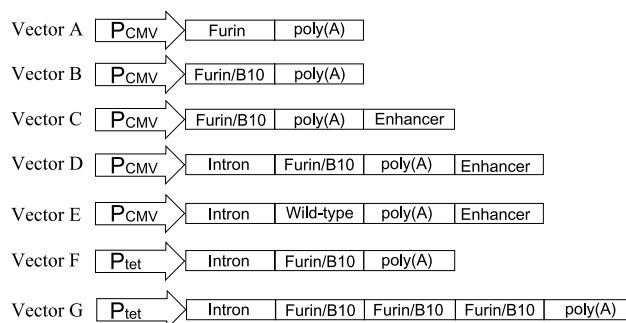 Vector A PCMV Furin poly(A)
Vector B PCMV Furin/B10 poly(A)
Vector C PCMV Furin/B10 poly(A) Enhancer
Vector D PCMV Intron Furin/B10 poly(A) Enhancer
Vector E PCMV Intron Wild-type poly(A) Enhancer
Vector F Ptet Intron Furin/B10 poly(A)
Vector G Ptet Intron Furin/B10 Furin/B10 Furin/B10 poly(A)